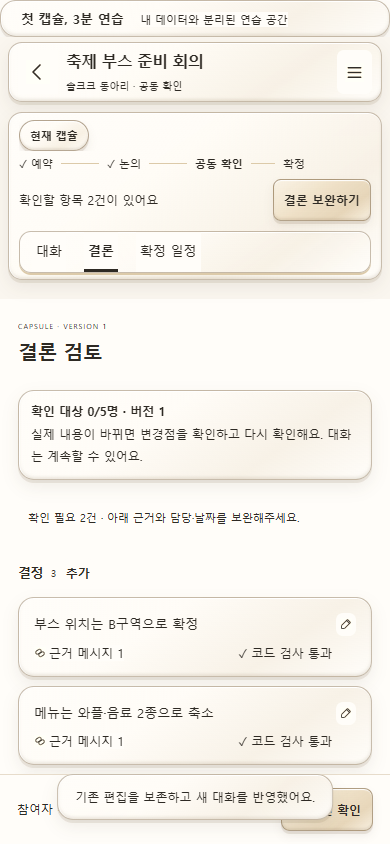 첫 캡슐, 3분 연습 내 데이터와 분리된 연습 공간
축제 부스 준비 회의
슬크크 동아리 · 공동 확인
현재 캡슐
✓ 예약 ✓ 논의 공동 확인 확정
확인할 항목 2건이 있어요
결론 보완하기
대화 결론 확정 일정
CAPSULE · VERSION 1
결론 검토
확인 대상 0/5명 · 버전 1
실제 내용이 바뀌면 변경점을 확인하고 다시 확인해요. 대화
는 계속할 수 있어요.
확인 필요 2건 · 아래 근거와 담당·날짜를 보완해주세요.
결정 3 추가
부스 위치는 B구역으로 확정
근거 메시지 1 ✓ 코드 검사 통과
메뉴는 와플·음료 2종으로 축소
근거 메시지 1 ✓ 코드 검사 통과
참여자
기존 편집을 보존하고 새 대화를 반영했어요.
확인